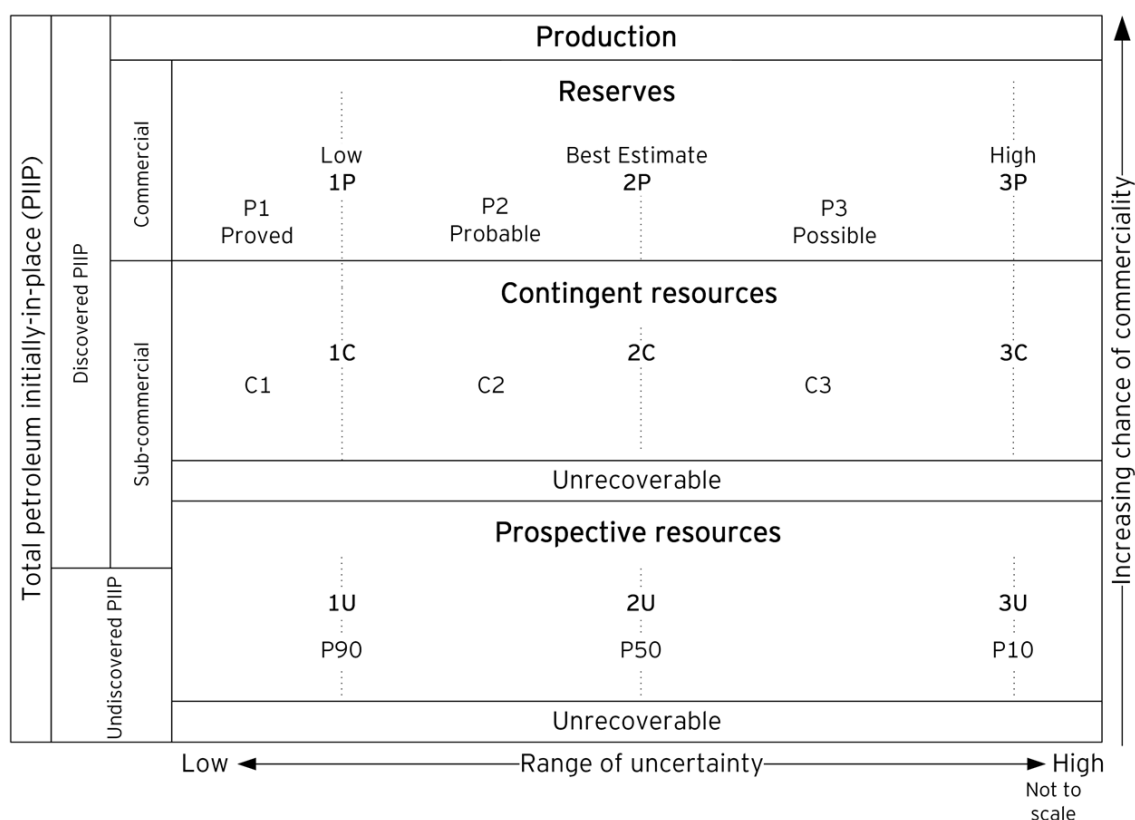 Production
Reserves
Low
1P
Best Estimate
2P
High
3P
P1
Proved
P2
Probable
P3
Possible
Contingent resources
1C
2C
3C
C1
C2
C3
Unrecoverable
Prospective resources
1U
2U
3U
P90
P50
P10
Unrecoverable
Total petroleum initially-in-place (PIIP)
Discovered PIIP
Undiscovered PIIP
Commercial
Sub-commercial
Increasing chance of commerciality
Low
Range of uncertainty
High
Not to
scale